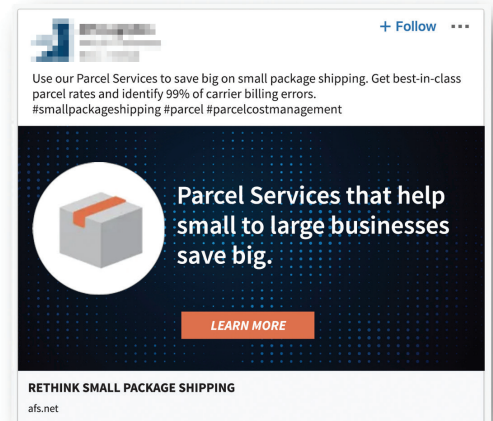 + Follow
Use our Parcel Services to save big on small package shipping. Get best-in-class
parcel rates and identify 99% of carrier billing errors.
#smallpackageshipping #parcel #parcelcostmanagement
Parcel Services that help
small to large businesses
save big.
LEARN MORE
RETHINK SMALL PACKAGE SHIPPING
afs.net